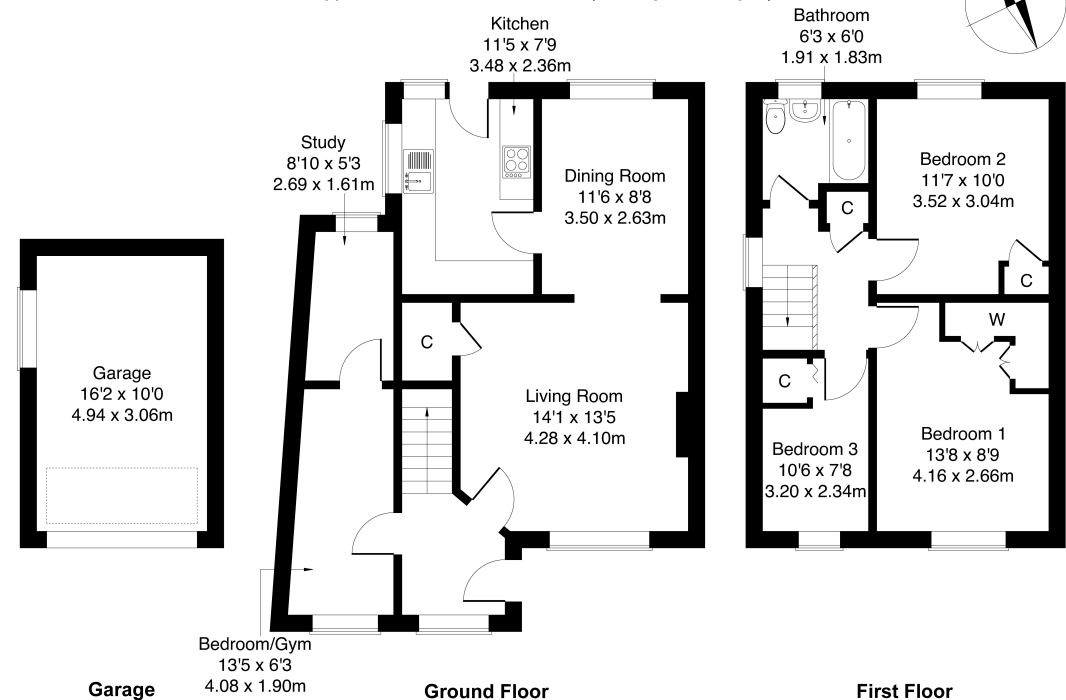 Kitchen
11'5 x 7'9
3.48 x 2.36m
Bathroom
6'3 x 6'0
1.91 x 1.83m
Study
8'10 x 5'3
2.69 x 1.61m
Dining Room
11'6 x 8'8
3.50 x 2.63m
Bedroom 2
11'7 x 10'0
3.52 x 3.04m
C
C
W
C
C
Garage
16'2 x 10'0
4.94 x 3.06m
Living Room
14'1 x 13'5
4.28 x 4.10m
Bedroom 3
10'6 x 7'8
3.20 x 2.34m
Bedroom 1
13'8 x 8'9
4.16 x 2.66m
Bedroom/Gym
13'5 x 6'3
4.08 x 1.90m
Garage
Ground Floor
First Floor